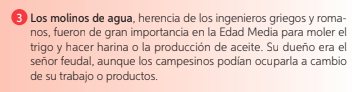 3 Los molinos de agua, herencia de los ingenieros griegos y roma-
nos, fueron de gran importancia en la Edad Media para moler el
trigo y hacer harina o la producción de aceite. Su dueño era el
señor feudal, aunque los campesinos podían ocuparla a cambio
de su trabajo o productos.